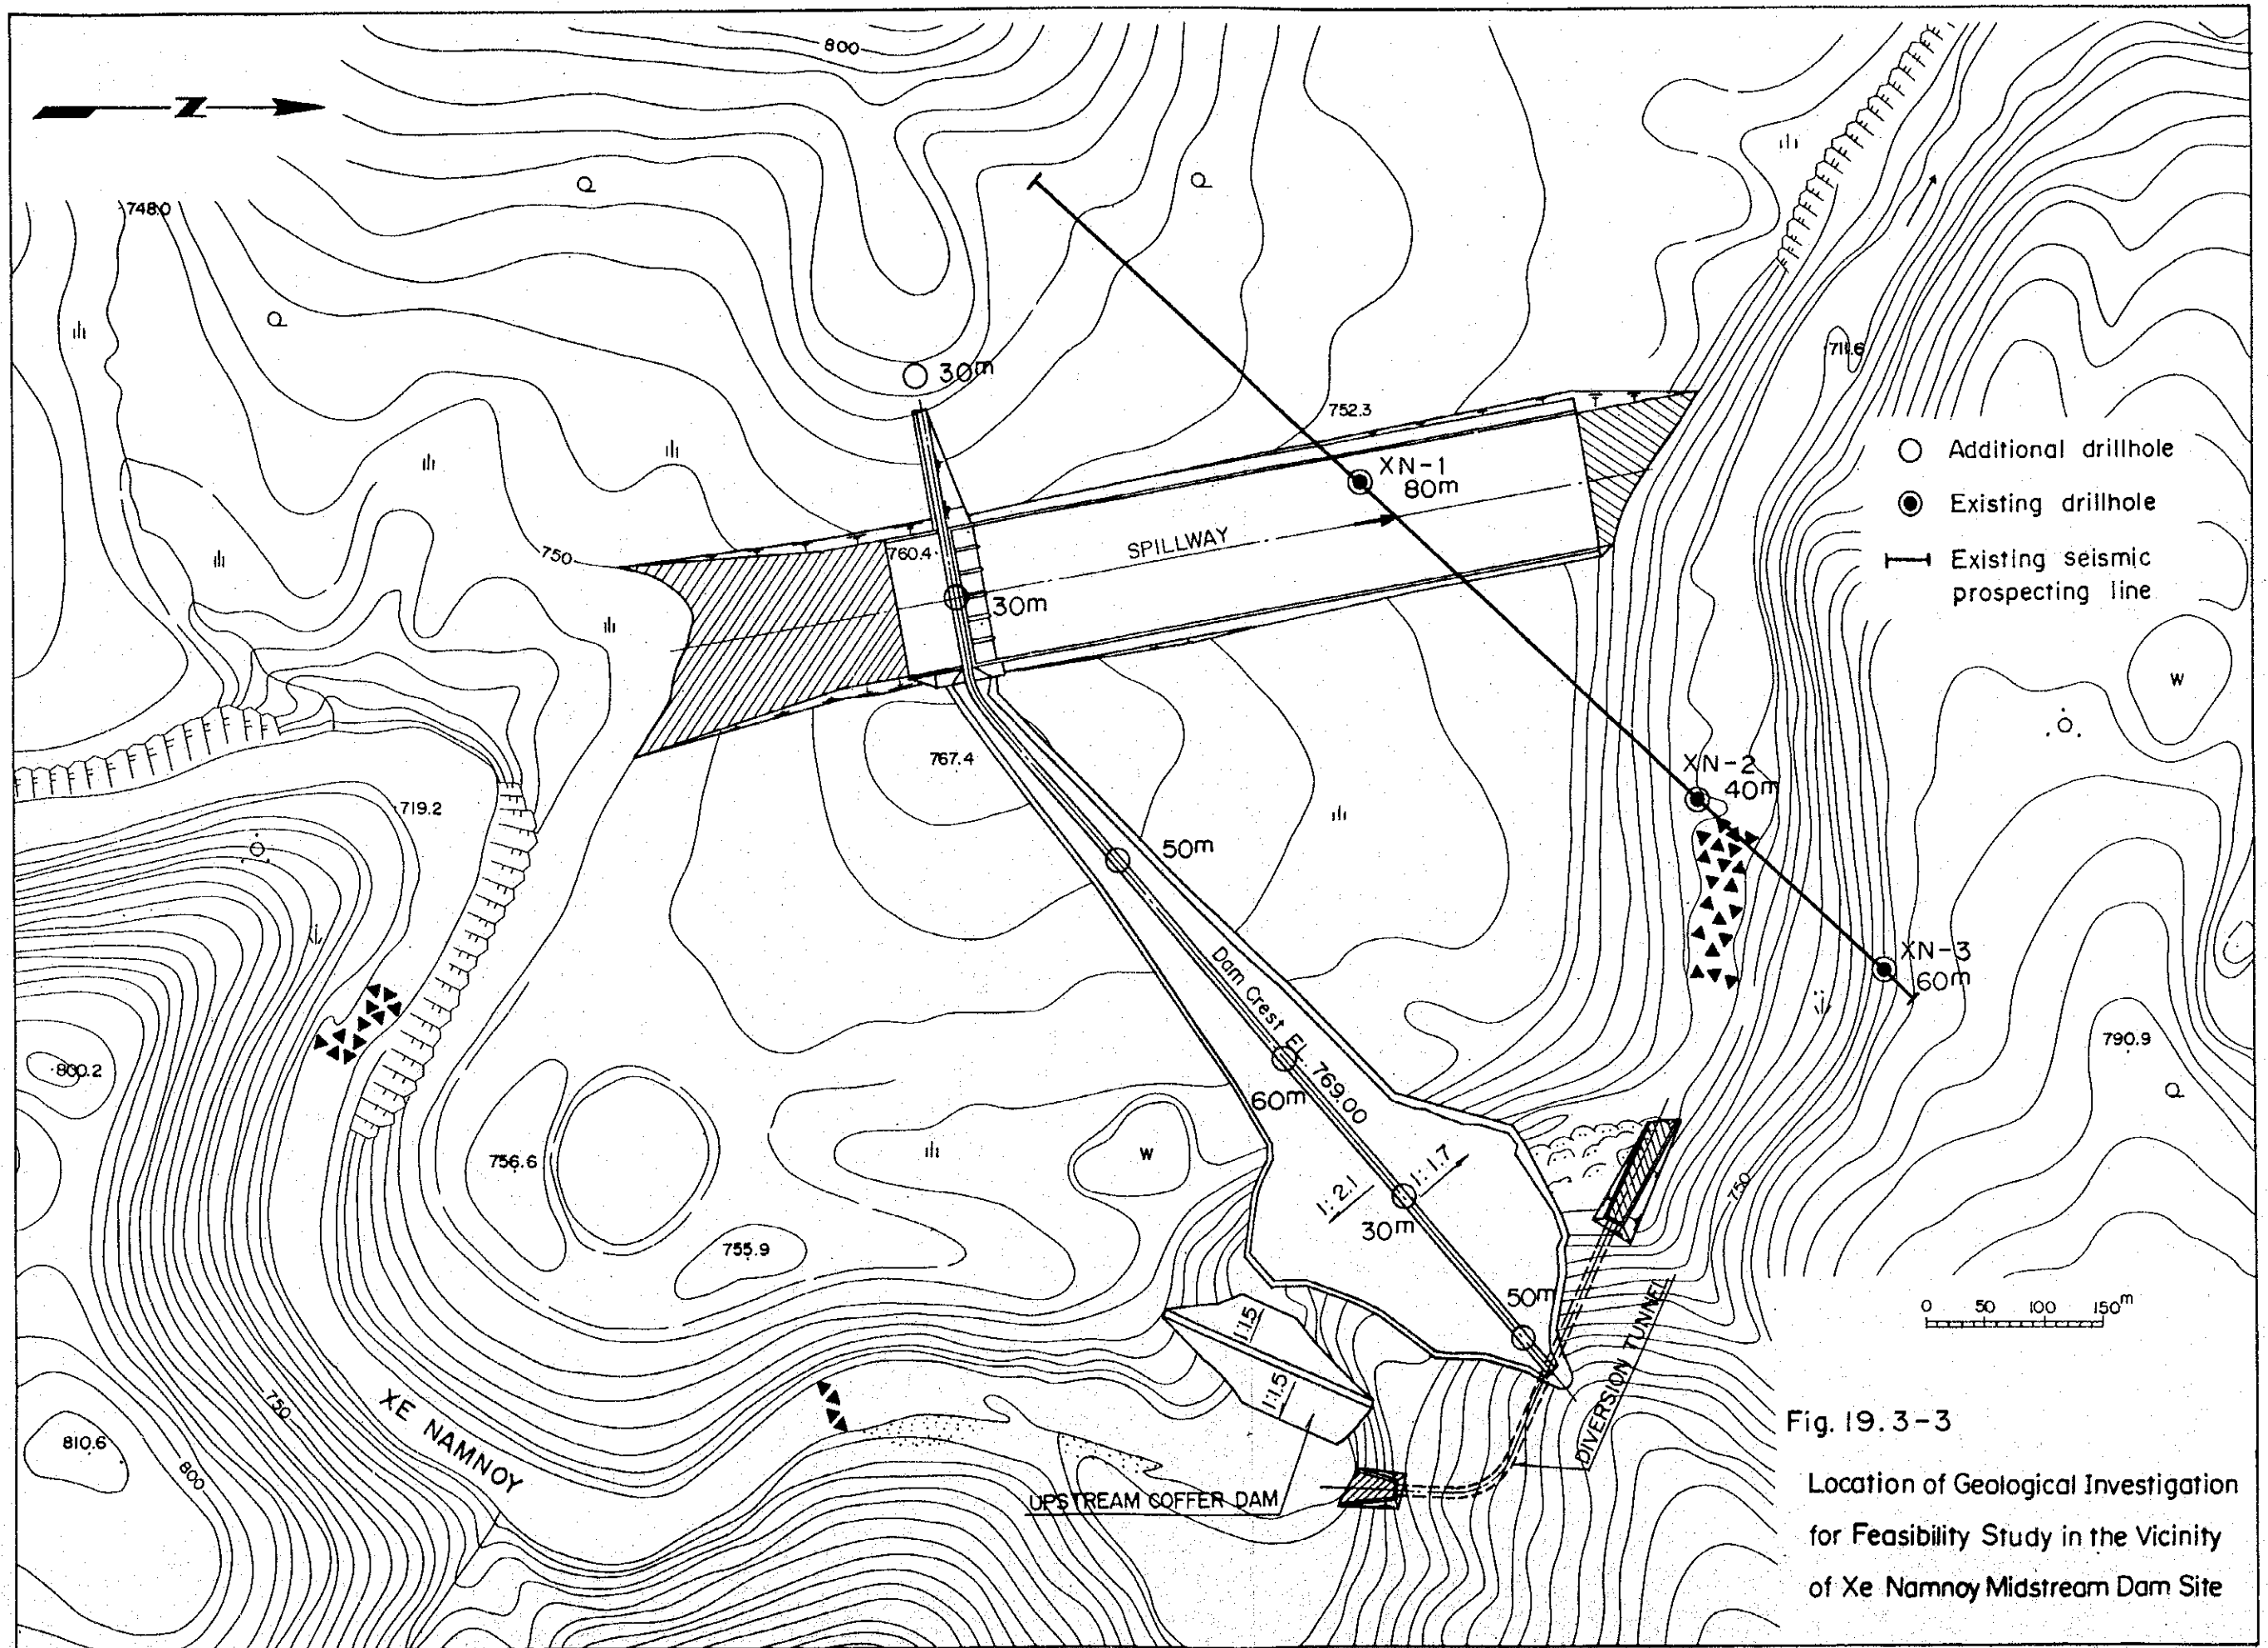 800
Z
748.0
Q
Q
Q
30m
711.6
752.3
○ Additional drillhole
XN-1
80m
Existing drillhole
SPILLWAY
750
760.4
Existing seismic
prospecting line
30m
W
767.4
XN-2
40m
719.2
50m
Dam Crest EL. 769.00
XN-3
60m
790.9
Q
800.2
60m
756.6
W
1:2.1
1:1.7
750
30m
755.9
50m
0 50 100 150m
1:1.5
1:1.5
DIVERSION TUNNEL
750
XE NAMNOY
810.6
800
UPSTREAM COFFER DAM
Fig. 19.3-3
Location of Geological Investigation
for Feasibility Study in the Vicinity
of Xe Namnoy Midstream Dam Site